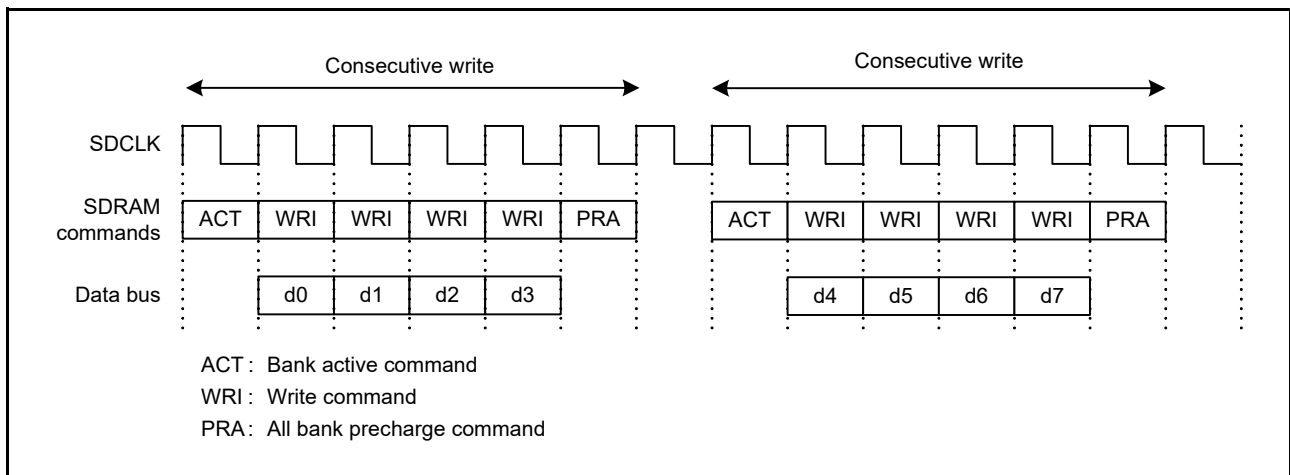 Consecutive write Consecutive write
SDCLK
SDRAM commands ACT WRI WRI WRI WRI PRA ACT WRI WRI WRI WRI PRA
Data bus d0 d1 d2 d3 d4 d5 d6 d7
ACT : Bank active command
WRI : Write command
PRA : All bank precharge command